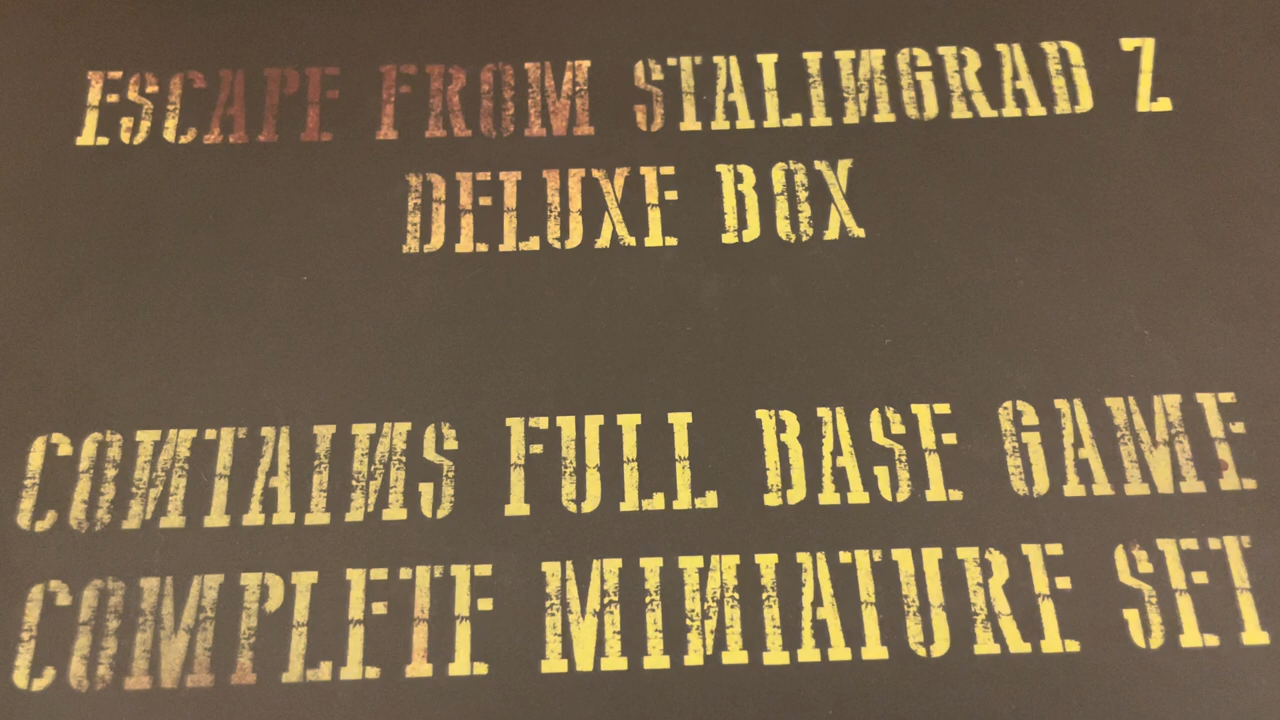 ESCAPE FROM STALINGRAD Z
DELUXE BOX
CONTAINS FULL BASE GAME
COMPLETE MINIATURE SET